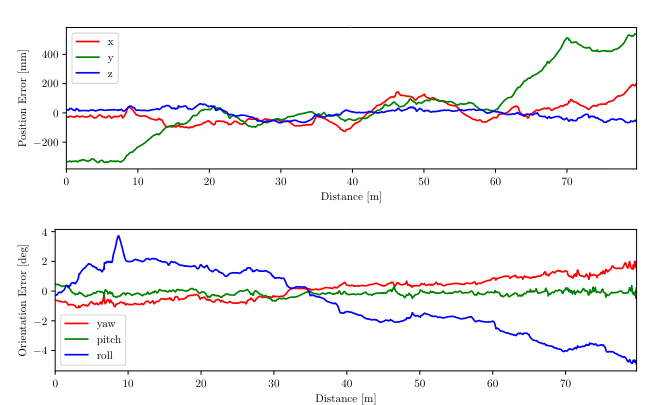 Position Error [mm]
400
200
0
−200
x
y
z
0 10 20 30 40 50 60 70
Distance [m]
Orientation Error [deg]
4
2
0
−2
−4
yaw
pitch
roll
0 10 20 30 40 50 60 70
Distance [m]